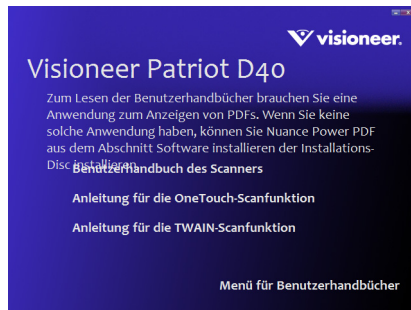 visioneer.
Visioneer Patriot D40
Zum Lesen der Benutzerhandbücher brauchen Sie eine
Anwendung zum Anzeigen von PDFs. Wenn Sie keine
solche Anwendung haben, können Sie Nuance Power PDF
aus dem Abschnitt Software installieren der Installations-
Disc installieren.
Benutzerhandbuch des Scanners
Anleitung für die OneTouch-Scanfunktion
Anleitung für die TWAIN-Scanfunktion
Menü für Benutzerhandbücher